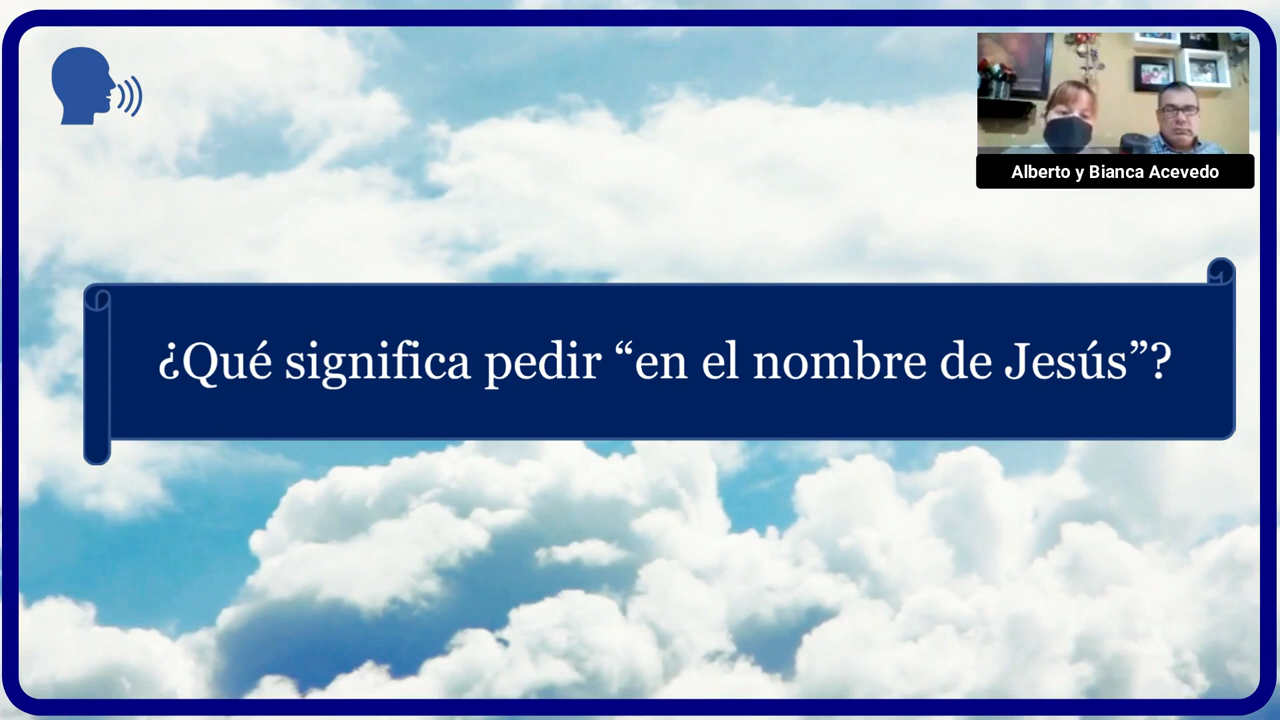 Alberto y Bianca Acevedo
¿Qué significa pedir “en el nombre de Jesús”?